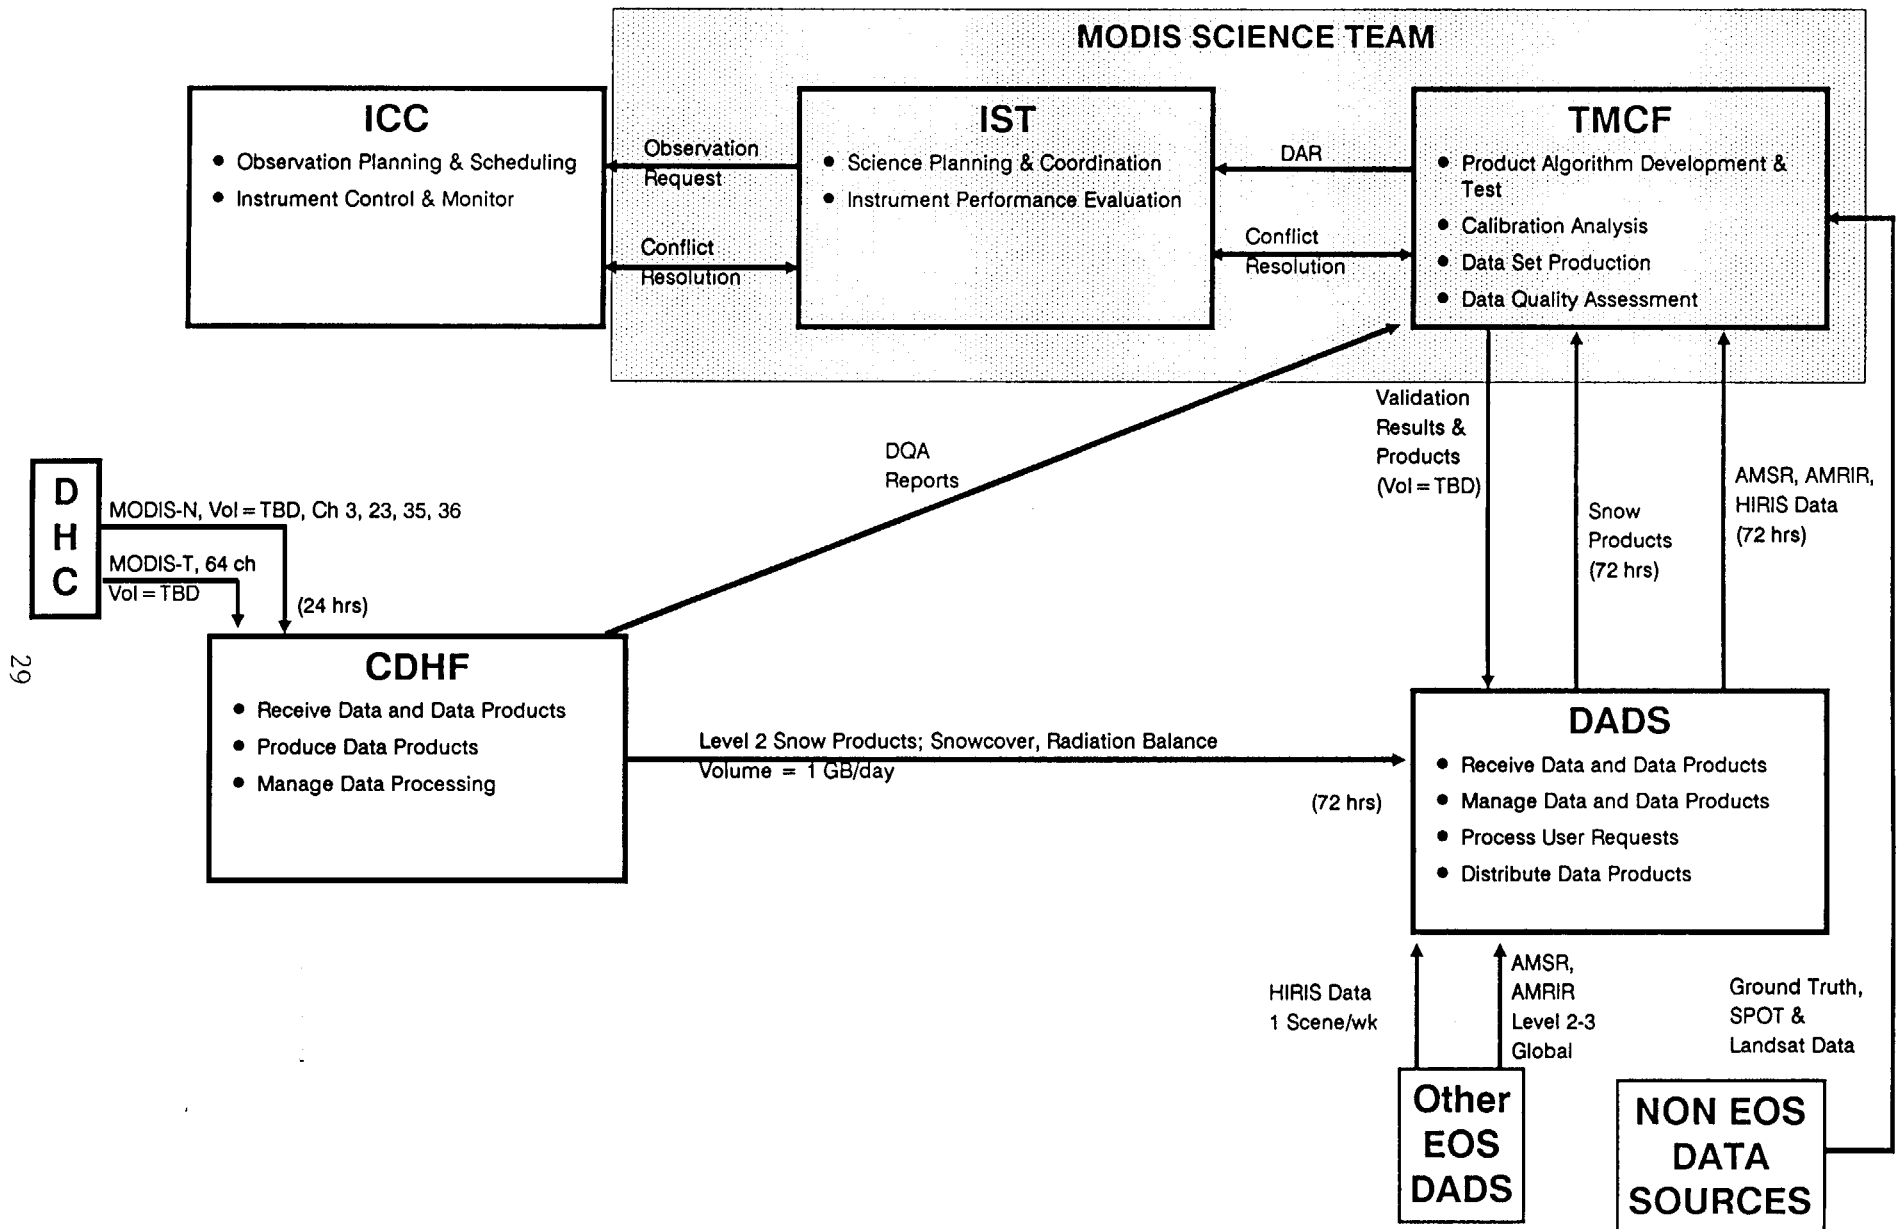 MODIS SCIENCE TEAM
ICC
• Observation Planning & Scheduling
• Instrument Control & Monitor
Observation
Request
Conflict
Resolution
IST
• Science Planning & Coordination
• Instrument Performance Evaluation
DAR
Conflict
Resolution
TMCF
• Product Algorithm Development &
Test
• Calibration Analysis
• Data Set Production
• Data Quality Assessment
DQA
Reports
Validation
Results &
Products
(Vol = TBD)
Snow
Products
(72 hrs)
AMSR, AMRIR,
HIRIS Data
(72 hrs)
D
H
C
MODIS-N, Vol = TBD, Ch 3, 23, 35, 36
MODIS-T, 64 ch
Vol = TBD
(24 hrs)
29
CDHF
• Receive Data and Data Products
• Produce Data Products
• Manage Data Processing
Level 2 Snow Products; Snowcover, Radiation Balance
Volume = 1 GB/day
(72 hrs)
DADS
• Receive Data and Data Products
• Manage Data and Data Products
• Process User Requests
• Distribute Data Products
HIRIS Data
1 Scene/wk
AMSR,
AMRIR
Level 2-3
Global
Ground Truth,
SPOT &
Landsat Data
Other
EOS
DADS
NON EOS
DATA
SOURCES